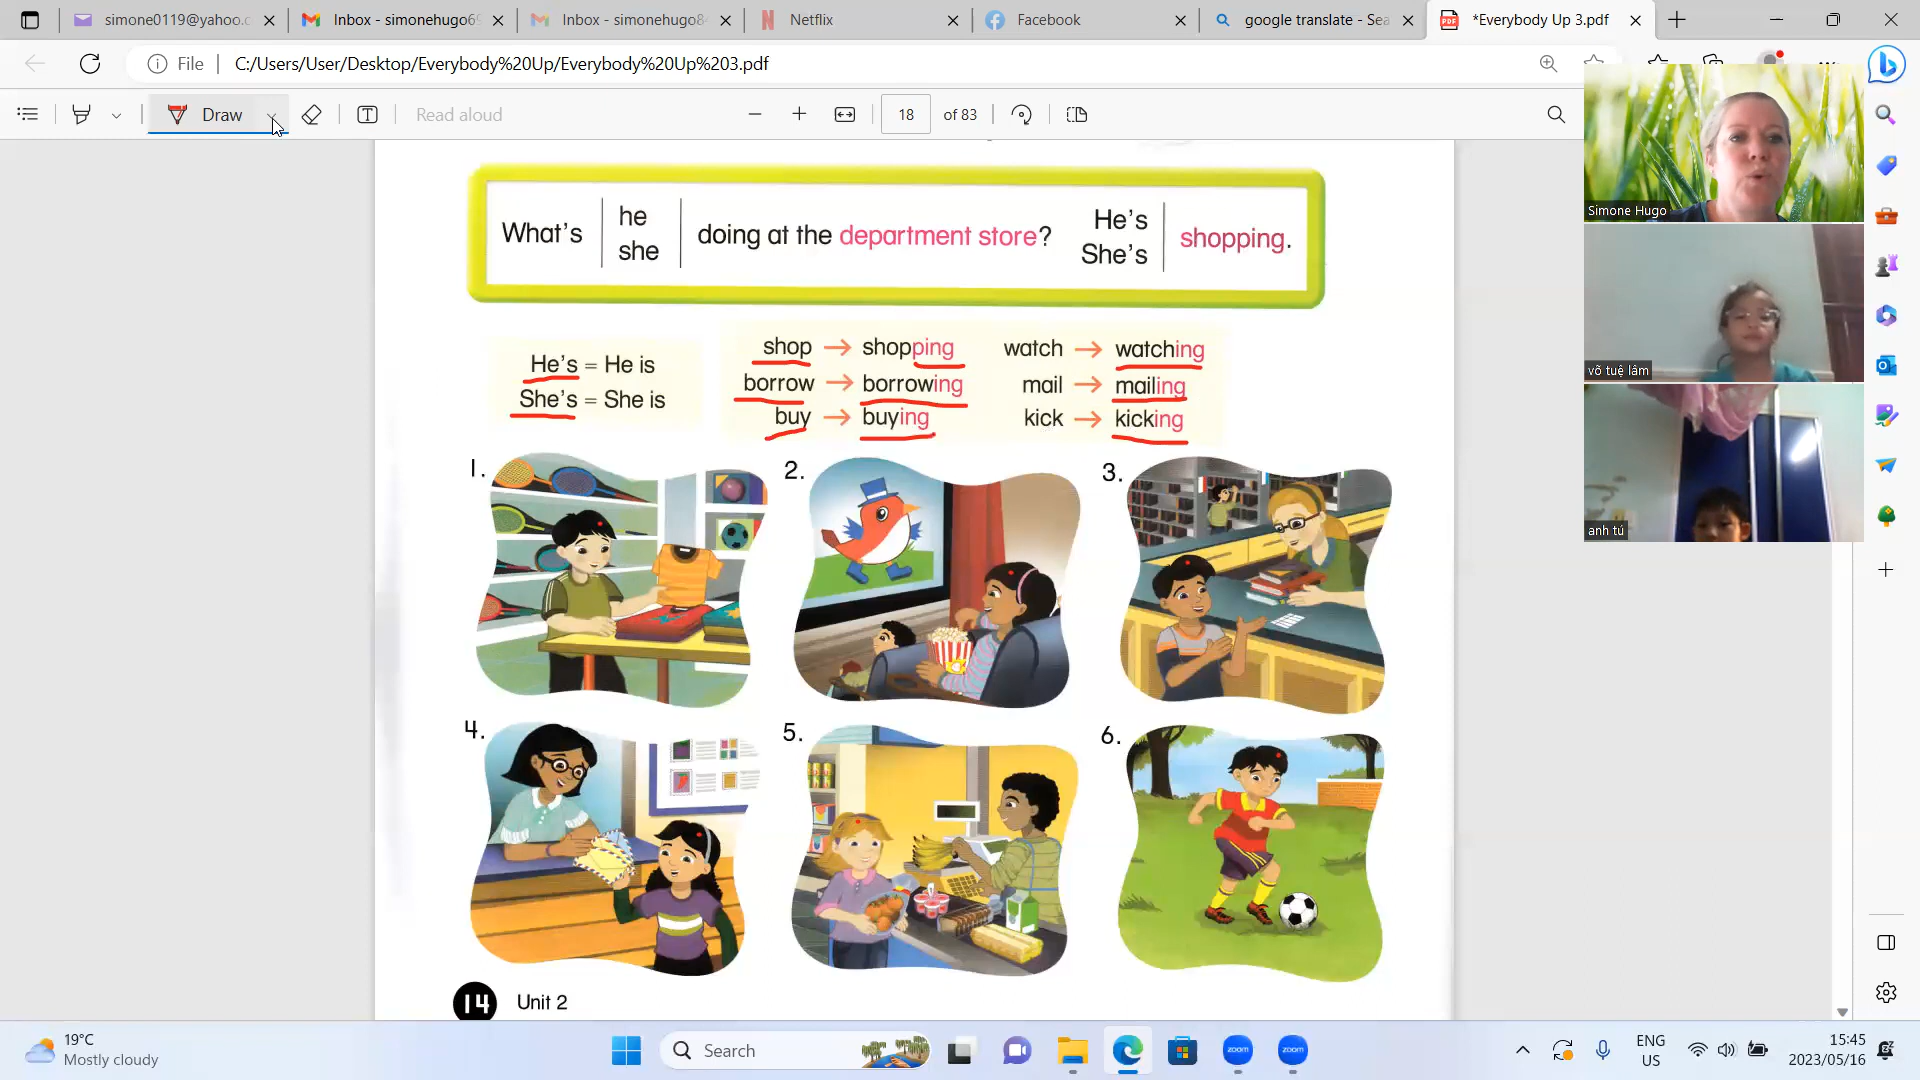 simone0119@yahoo.c
Inbox - simonehugo69
Inbox - simonehugo8
Netflix
Facebook
google translate - Sea
*Everybody Up 3.pdf
File
C:/Users/User/Desktop/Everybody%20Up/Everybody%20Up%203.pdf
Draw
Read aloud
18
of 83
What's
he
she
doing at the department store?
He's
She's
shopping.
He's = He is
She's = She is
shop → shopping
borrow → borrowing
buy → buying
watch → watching
mail → mailing
kick → kicking
1.
2.
3.
4.
5.
6.
14
Unit 2
Simone Hugo
võ tuệ lâm
anh tú
19°C
Mostly cloudy
Search
zoom
zoom
ENG
US
15:45
2023/05/16